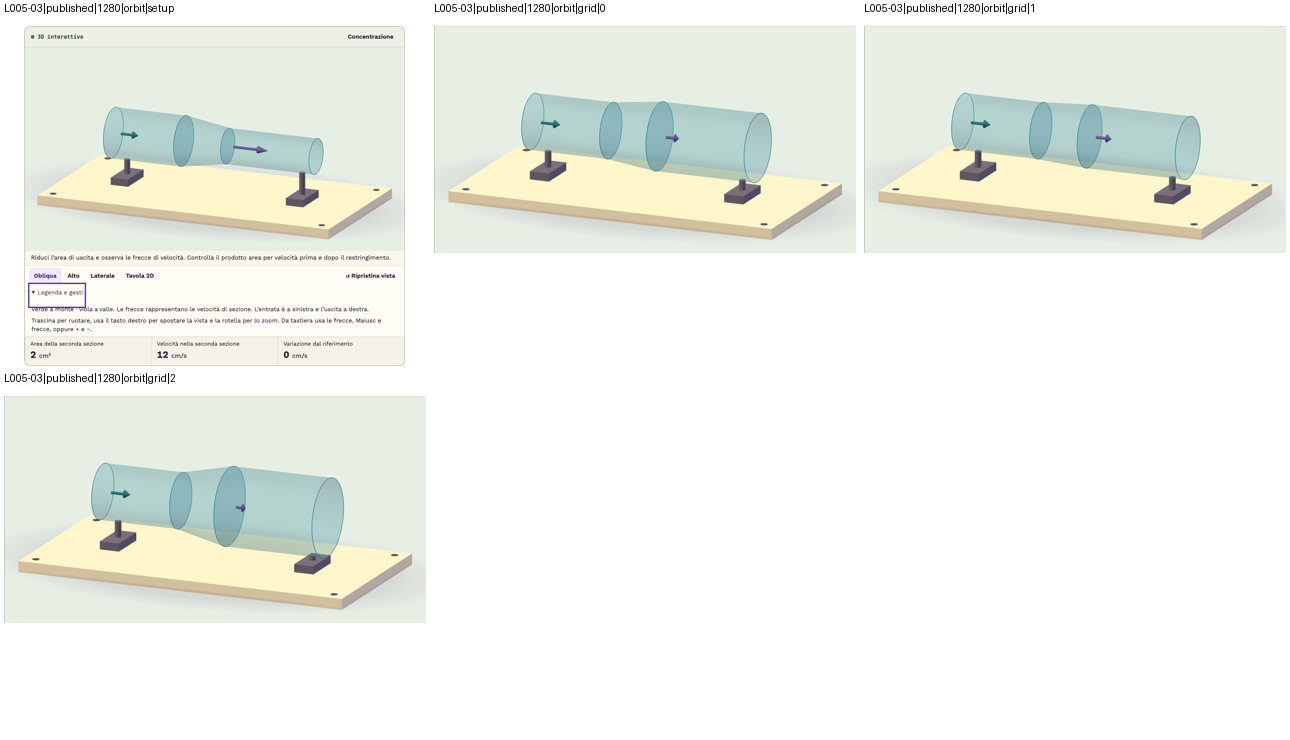 L005-03|published|1280|orbit|setup
L005-03|published|1280|orbit|grid|0
L005-03|published|1280|orbit|grid|1
3D interattivo
Concentrazione
Riduci l'area di uscita e osserva le frecce di velocità. Controlla il prodotto area per velocità prima e dopo il restringimento.
Obliqua Alto Laterale Tavola 2D
↺ Ripristina vista
▾ Legenda e gesti
Verde a monte · viola a valle. Le frecce rappresentano le velocità di sezione. L'entrata è a sinistra e l'uscita a destra.
Trascina per ruotare, usa il tasto destro per spostare la vista e la rotella per lo zoom. Da tastiera usa le frecce, Maiusc e
frecce, oppure + e −.
Area della seconda sezione
2 cm²
Velocità nella seconda sezione
12 cm/s
Variazione dal riferimento
0 cm/s
L005-03|published|1280|orbit|grid|2